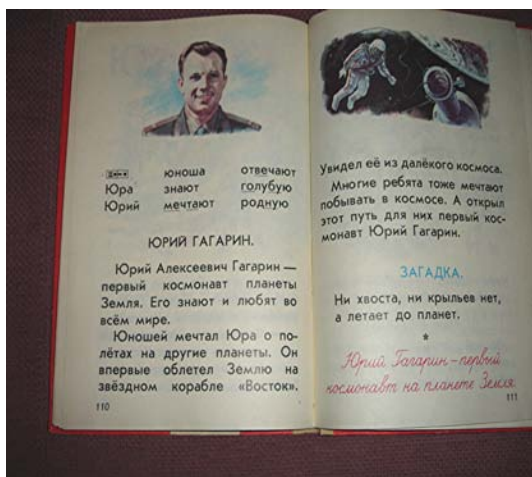 юноша отвечают
Юра знают голубую
Юрий мечтают родную
ЮРИЙ ГАГАРИН.
Юрий Алексеевич Гагарин —
первый космонавт планеты
Земля. Его знают и любят во
всём мире.
Юношей мечтал Юра о по-
лётах на другие планеты. Он
впервые облетел Землю на
звёздном корабле «Восток».
110
Увидел её из далёкого космоса.
Многие ребята тоже мечтают
побывать в космосе. А открыл
этот путь для них первый кос-
монавт Юрий Гагарин.
ЗАГАДКА.
Ни хвоста, ни крыльев нет,
а летает до планет.
*
Юрий Гагарин – первый
космонавт на планете Земля
111